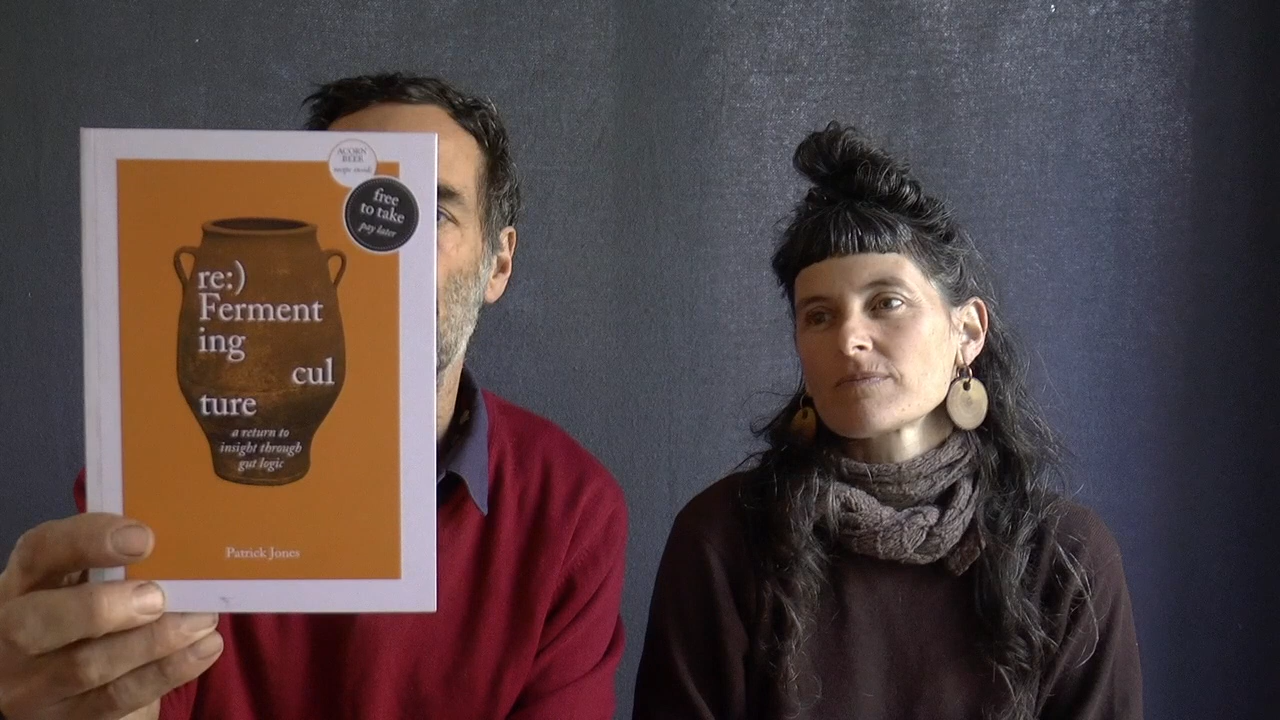 ACORN
BEER
recipe inside
free
to take
pay later
re:)
Ferment
ing
cul
ture
a return to
insight through
gut logic
Patrick Jones